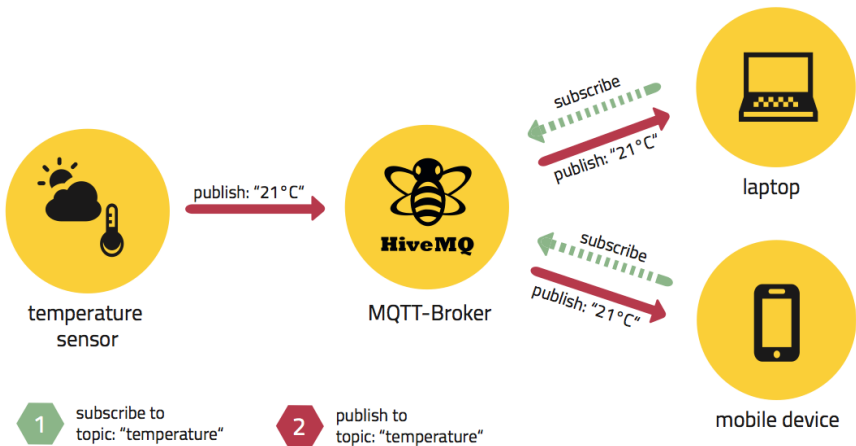 subscribe
publish: “21°C“
laptop
publish: “21°C“
HiveMQ
subscribe
publish: “21°C“
temperature
sensor
MQTT-Broker
mobile device
1
subscribe to
topic: “temperature“
2
publish to
topic: “temperature“